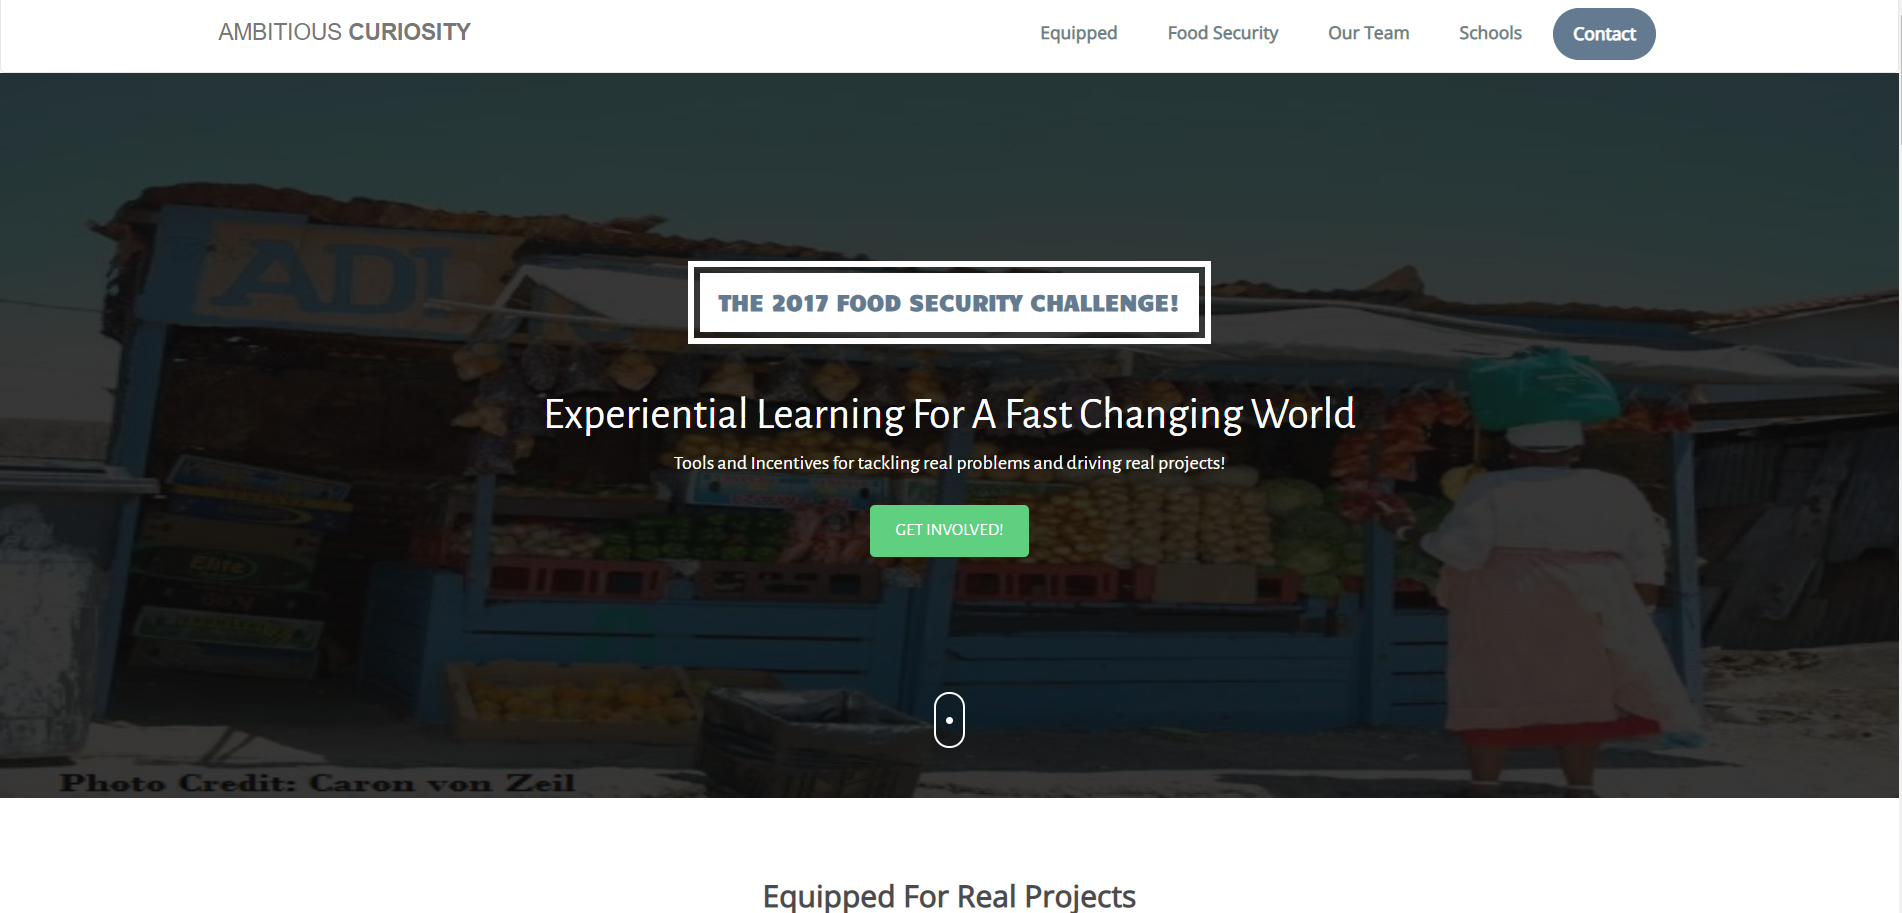 AMBITIOUS CURIOSITY
Equipped
Food Security
Our Team
Schools
Contact
ADI
THE 2017 FOOD SECURITY CHALLENGE!
Experiential Learning For A Fast Changing World
Tools and Incentives for tackling real problems and driving real projects!
GET INVOLVED!
Elite
Photo Credit: Caron von Zeil
Equipped For Real Projects